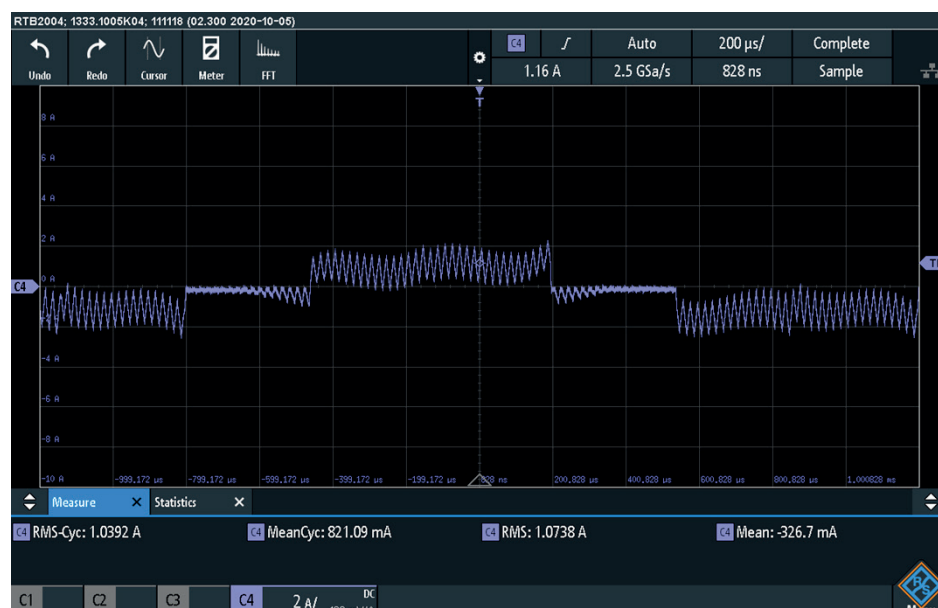 RTB2004; 1333.1005K04; 111118 (02.300 2020-10-05)
Undo Redo Cursor Meter FFT
C4 Auto 200 µs/ Complete
1.16 A 2.5 GSa/s 828 ns Sample
T
8 A
6 A
4 A
2 A
TL
C4 0 A
-4 A
-6 A
-8 A
-10 A -999,172 µs -799,172 µs -599,172 µs -399,172 µs -199,172 µs 828 ns 200,828 µs 400,828 µs 600,828 µs 800,828 µs 1,000828 ms
Measure X Statistics X
C4 RMS-Cyc: 1.0392 A C4 MeanCyc: 821.09 mA C4 RMS: 1.0738 A C4 Mean: -326.7 mA
C1 C2 C3 C4 2 A/ DC
R S